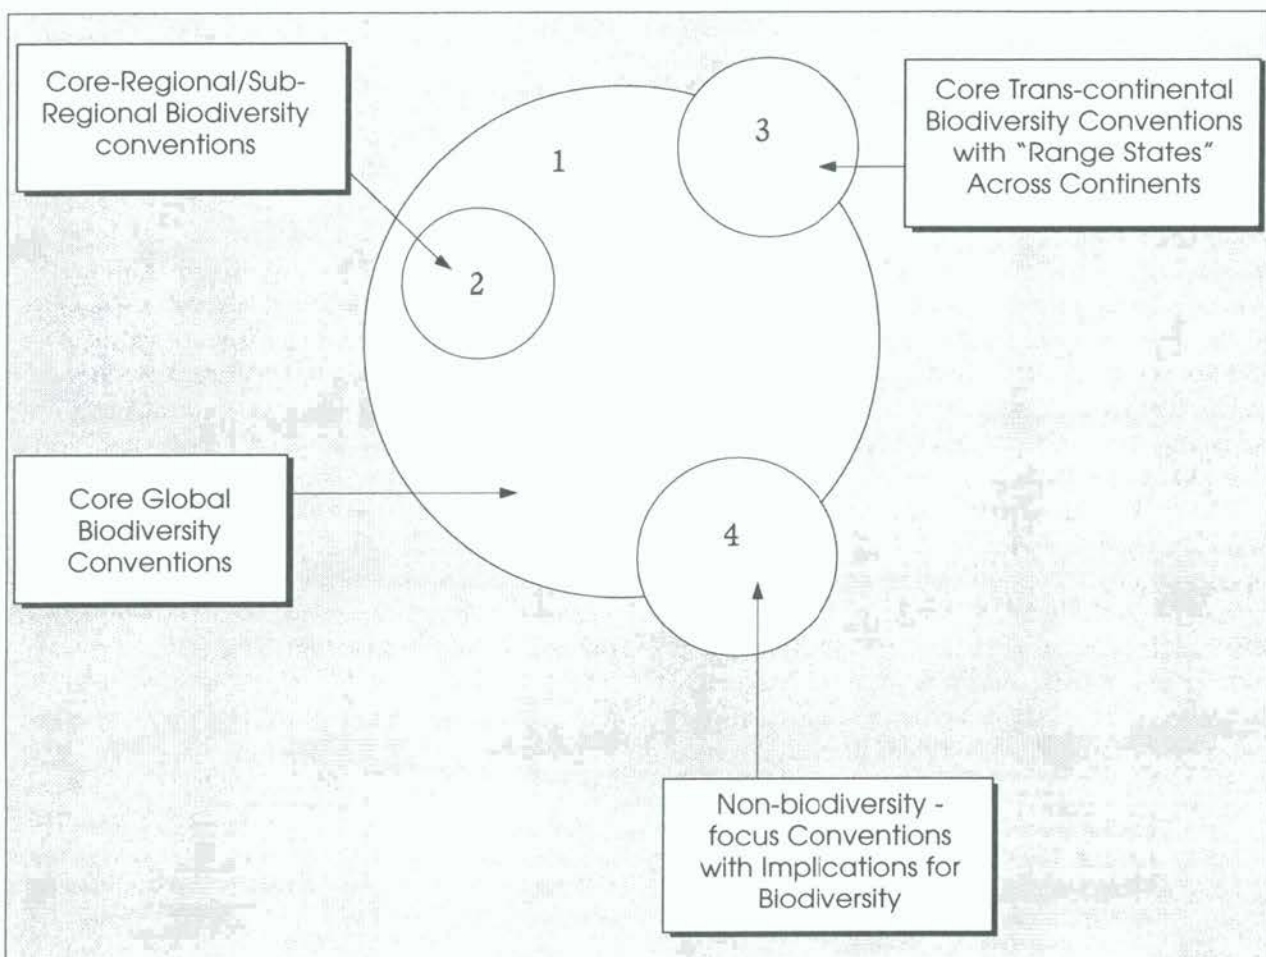 Core-Regional/Sub-
Regional Biodiversity
conventions
1
3
Core Trans-continental
Biodiversity Conventions
with "Range States"
Across Continents
2
Core Global
Biodiversity
Conventions
4
Non-biodiversity -
focus Conventions
with Implications for
Biodiversity